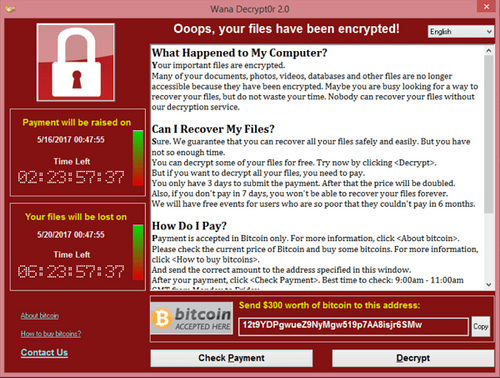 Wana Decrypt0r 2.0
Ooops, your files have been encrypted!
English
Payment will be raised on
5/16/2017 00:47:55
Time Left
02:23:57:37
Your files will be lost on
5/20/2017 00:47:55
Time Left
06:23:57:37
About bitcoin
How to buy bitcoins?
Contact Us
What Happened to My Computer?
Your important files are encrypted.
Many of your documents, photos, videos, databases and other files are no longer
accessible because they have been encrypted. Maybe you are busy looking for a way to
recover your files, but do not waste your time. Nobody can recover your files without
our decryption service.
Can I Recover My Files?
Sure. We guarantee that you can recover all your files safely and easily. But you have
not so enough time.
You can decrypt some of your files for free. Try now by clicking <Decrypt>.
But if you want to decrypt all your files, you need to pay.
You only have 3 days to submit the payment. After that the price will be doubled.
Also, if you don't pay in 7 days, you won't be able to recover your files forever.
We will have free events for users who are so poor that they couldn't pay in 6 months.
How Do I Pay?
Payment is accepted in Bitcoin only. For more information, click <About bitcoin>.
Please check the current price of Bitcoin and buy some bitcoins. For more information,
click <How to buy bitcoins>.
And send the correct amount to the address specified in this window.
After your payment, click <Check Payment>. Best time to check: 9:00am - 11:00am
GMT from Monday to Friday.
bitcoin
ACCEPTED HERE
Send $300 worth of bitcoin to this address:
12t9YDPgwueZ9NyMgw519p7AA8isjr6SMw
Copy
Check Payment
Decrypt